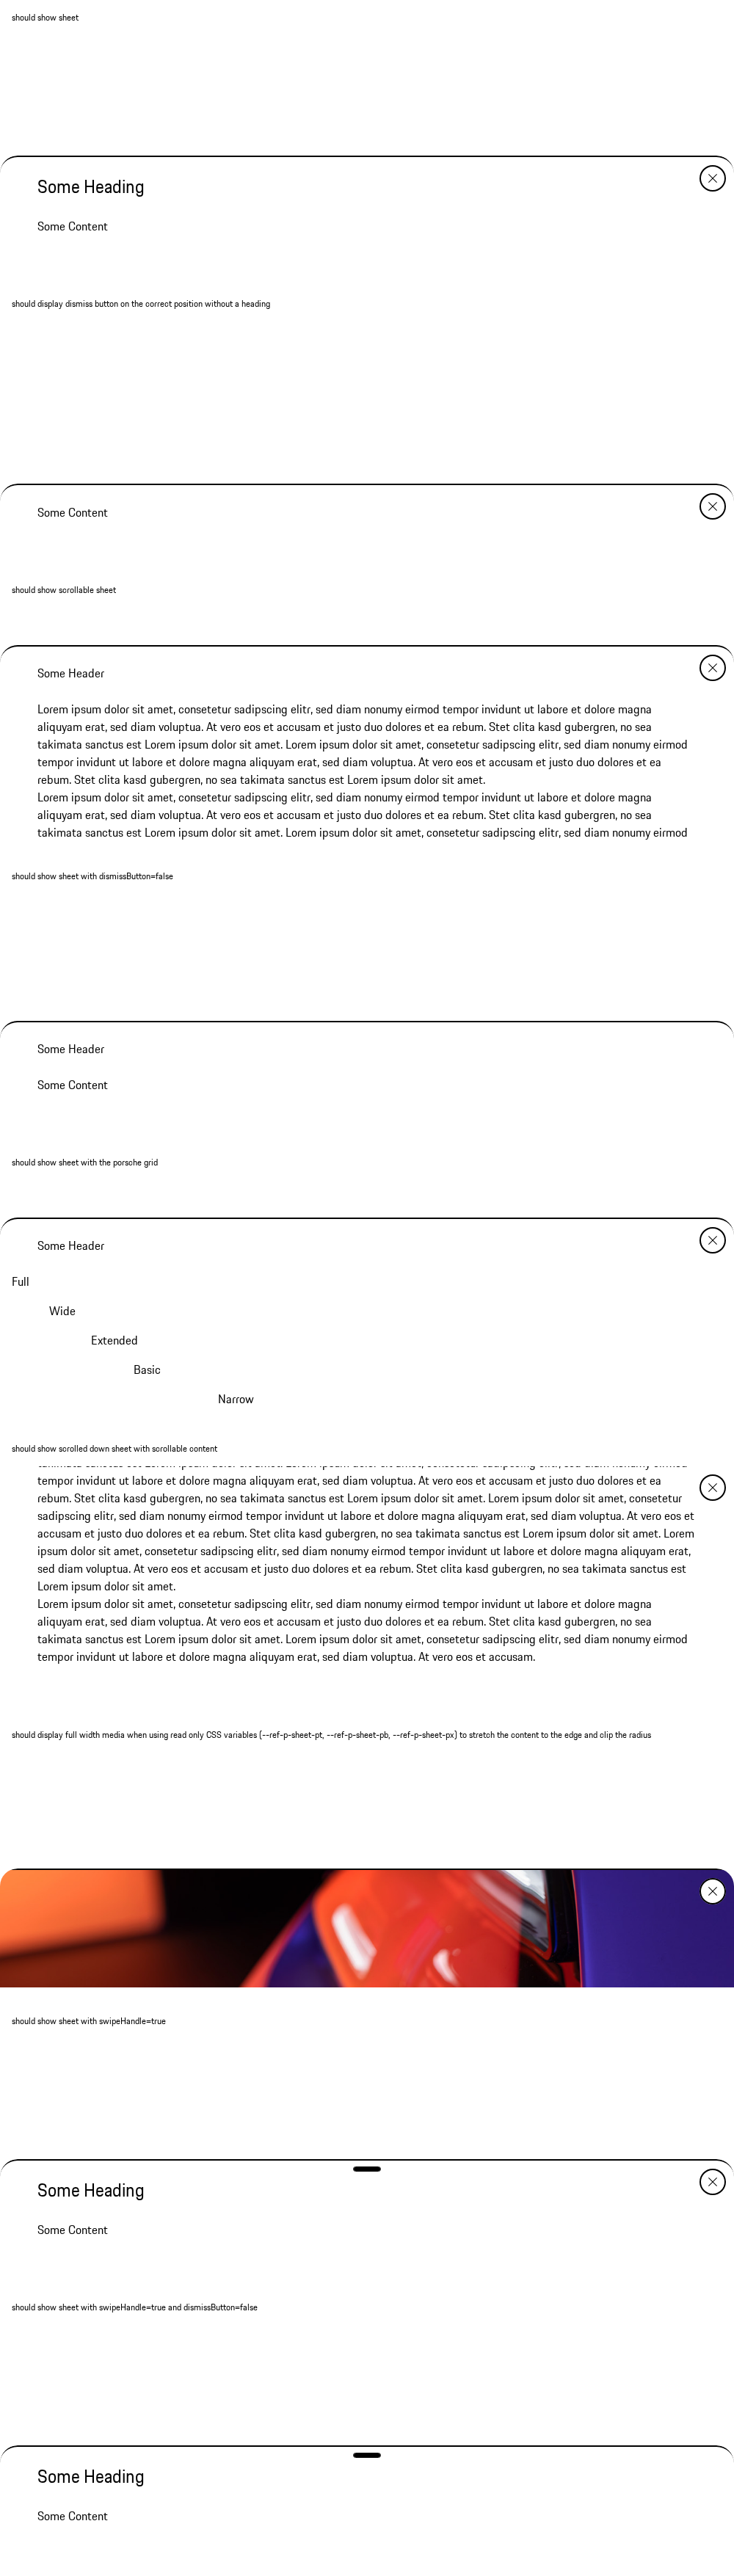 should show sheet
Some Heading
Some Content
should display dismiss button on the correct position without a heading
Some Content
should show scrollable sheet
Some Header
Lorem ipsum dolor sit amet, consetetur sadipscing elitr, sed diam nonumy eirmod tempor invidunt ut labore et dolore magna
aliquyam erat, sed diam voluptua. At vero eos et accusam et justo duo dolores et ea rebum. Stet clita kasd gubergren, no sea
takimata sanctus est Lorem ipsum dolor sit amet. Lorem ipsum dolor sit amet, consetetur sadipscing elitr, sed diam nonumy eirmod
tempor invidunt ut labore et dolore magna aliquyam erat, sed diam voluptua. At vero eos et accusam et justo duo dolores et ea
rebum. Stet clita kasd gubergren, no sea takimata sanctus est Lorem ipsum dolor sit amet.
Lorem ipsum dolor sit amet, consetetur sadipscing elitr, sed diam nonumy eirmod tempor invidunt ut labore et dolore magna
aliquyam erat, sed diam voluptua. At vero eos et accusam et justo duo dolores et ea rebum. Stet clita kasd gubergren, no sea
takimata sanctus est Lorem ipsum dolor sit amet. Lorem ipsum dolor sit amet, consetetur sadipscing elitr, sed diam nonumy eirmod
should show sheet with dismissButton=false
Some Header
Some Content
should show sheet with the porsche grid
Some Header
Full
Wide
Extended
Basic
Narrow
should show scrolled down sheet with scrollable content
takimata sanctus est Lorem ipsum dolor sit amet. Lorem ipsum dolor sit amet, consetetur sadipscing elitr, sed diam nonumy eirmod
tempor invidunt ut labore et dolore magna aliquyam erat, sed diam voluptua. At vero eos et accusam et justo duo dolores et ea
rebum. Stet clita kasd gubergren, no sea takimata sanctus est Lorem ipsum dolor sit amet. Lorem ipsum dolor sit amet, consetetur
sadipscing elitr, sed diam nonumy eirmod tempor invidunt ut labore et dolore magna aliquyam erat, sed diam voluptua. At vero eos et
accusam et justo duo dolores et ea rebum. Stet clita kasd gubergren, no sea takimata sanctus est Lorem ipsum dolor sit amet. Lorem
ipsum dolor sit amet, consetetur sadipscing elitr, sed diam nonumy eirmod tempor invidunt ut labore et dolore magna aliquyam erat,
sed diam voluptua. At vero eos et accusam et justo duo dolores et ea rebum. Stet clita kasd gubergren, no sea takimata sanctus est
Lorem ipsum dolor sit amet.
Lorem ipsum dolor sit amet, consetetur sadipscing elitr, sed diam nonumy eirmod tempor invidunt ut labore et dolore magna
aliquyam erat, sed diam voluptua. At vero eos et accusam et justo duo dolores et ea rebum. Stet clita kasd gubergren, no sea
takimata sanctus est Lorem ipsum dolor sit amet. Lorem ipsum dolor sit amet, consetetur sadipscing elitr, sed diam nonumy eirmod
tempor invidunt ut labore et dolore magna aliquyam erat, sed diam voluptua. At vero eos et accusam.
should display full width media when using read only CSS variables (--ref-p-sheet-pt, --ref-p-sheet-pb, --ref-p-sheet-px) to stretch the content to the edge and clip the radius
should show sheet with swipeHandle=true
Some Heading
Some Content
should show sheet with swipeHandle=true and dismissButton=false
Some Heading
Some Content